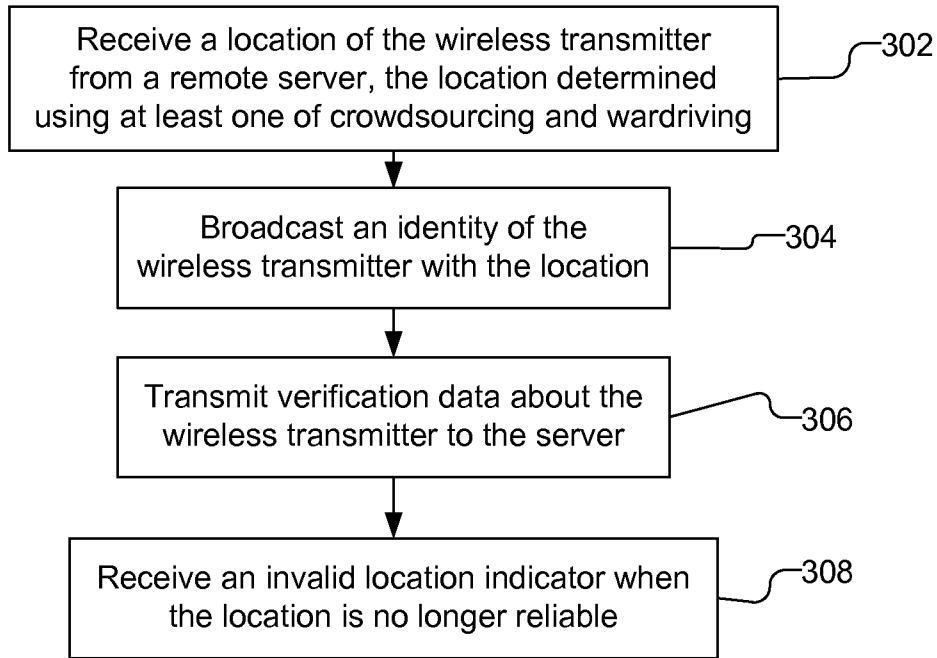 Receive a location of the wireless transmitter
from a remote server, the location determined
using at least one of crowdsourcing and wardriving
302
Broadcast an identity of the
wireless transmitter with the location
304
Transmit verification data about the
wireless transmitter to the server
306
Receive an invalid location indicator when
the location is no longer reliable
308